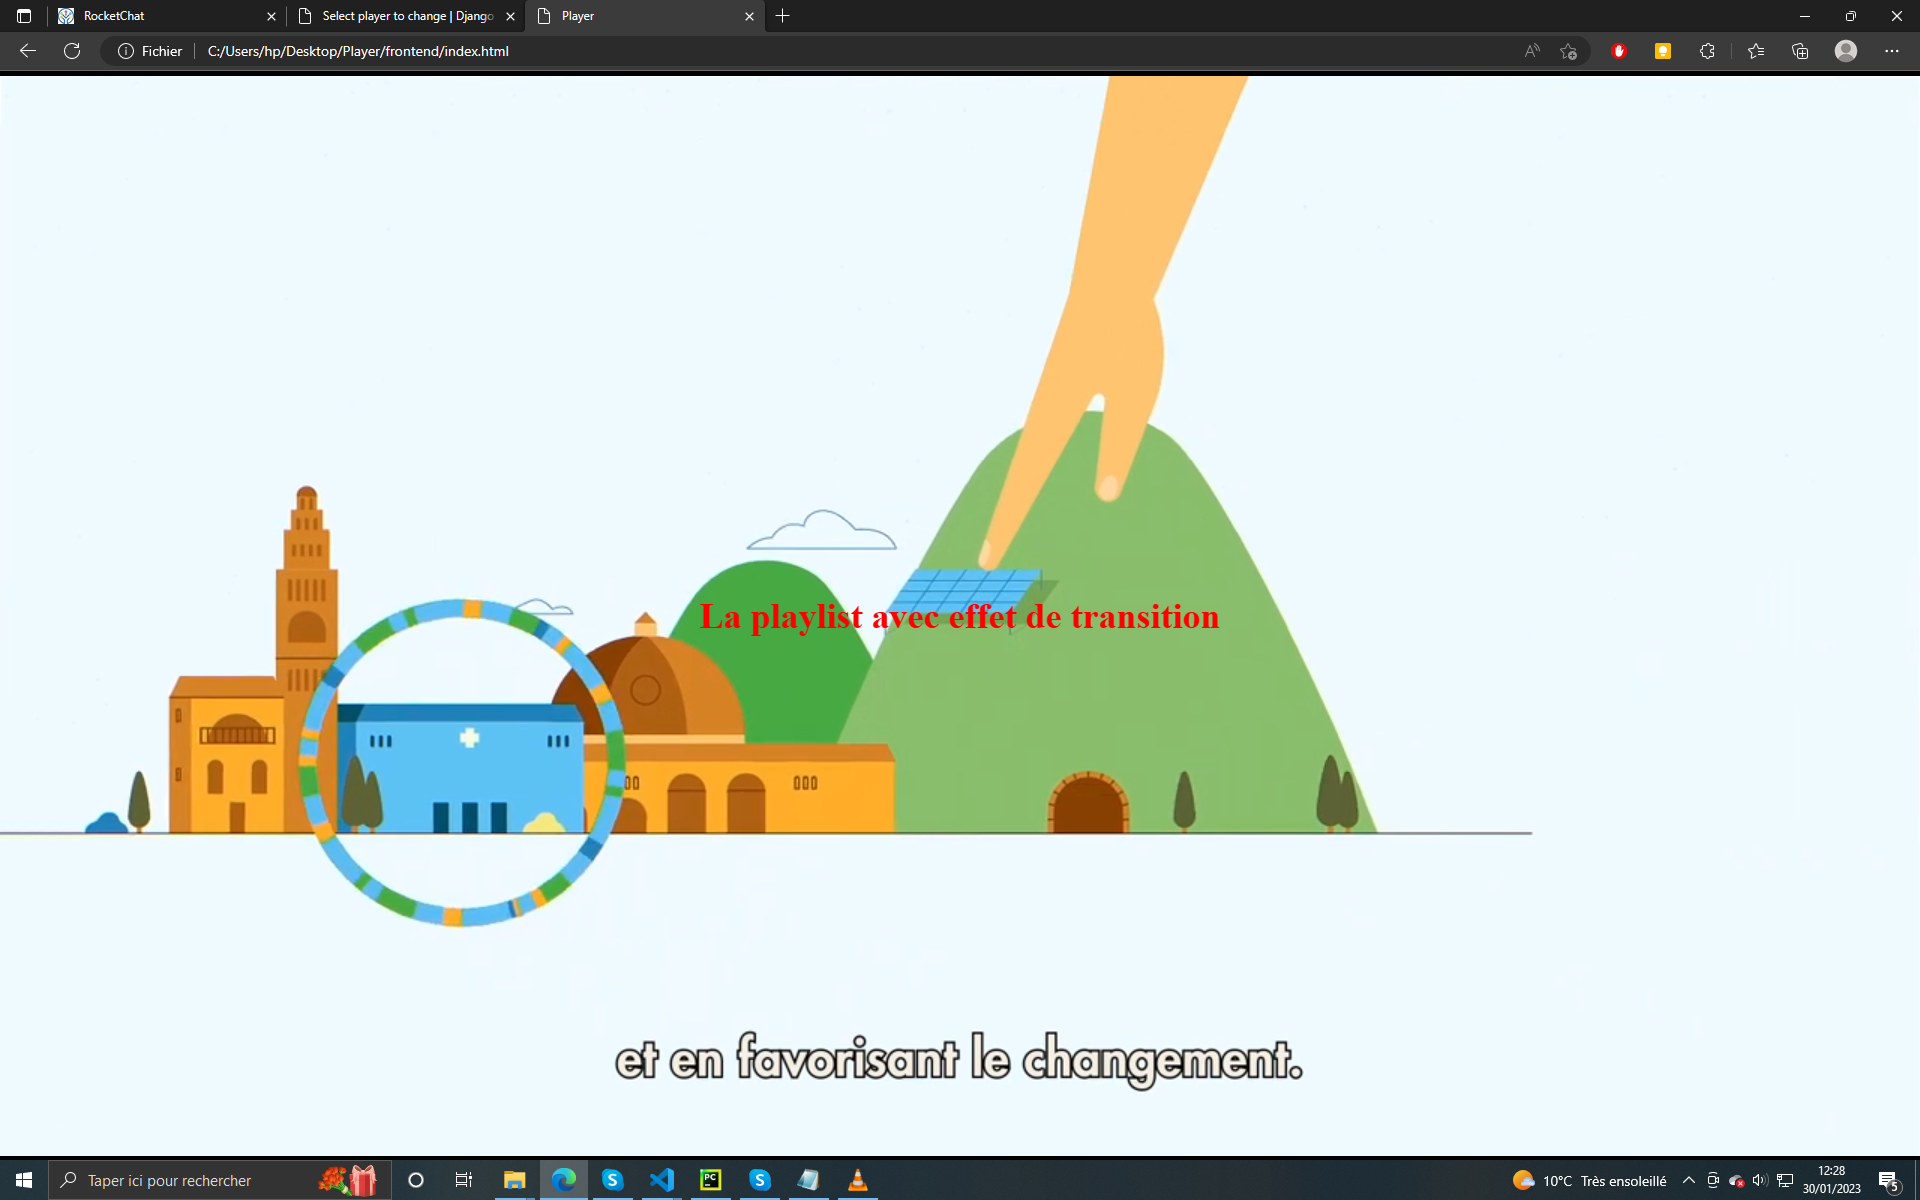 RocketChat
Select player to change | Django
Player
Fichier
C:/Users/hp/Desktop/Player/frontend/index.html
La playlist avec effet de transition
et en favorisant le changement.
Taper ici pour rechercher
10°C Très ensoleillé
12:28
30/01/2023
5